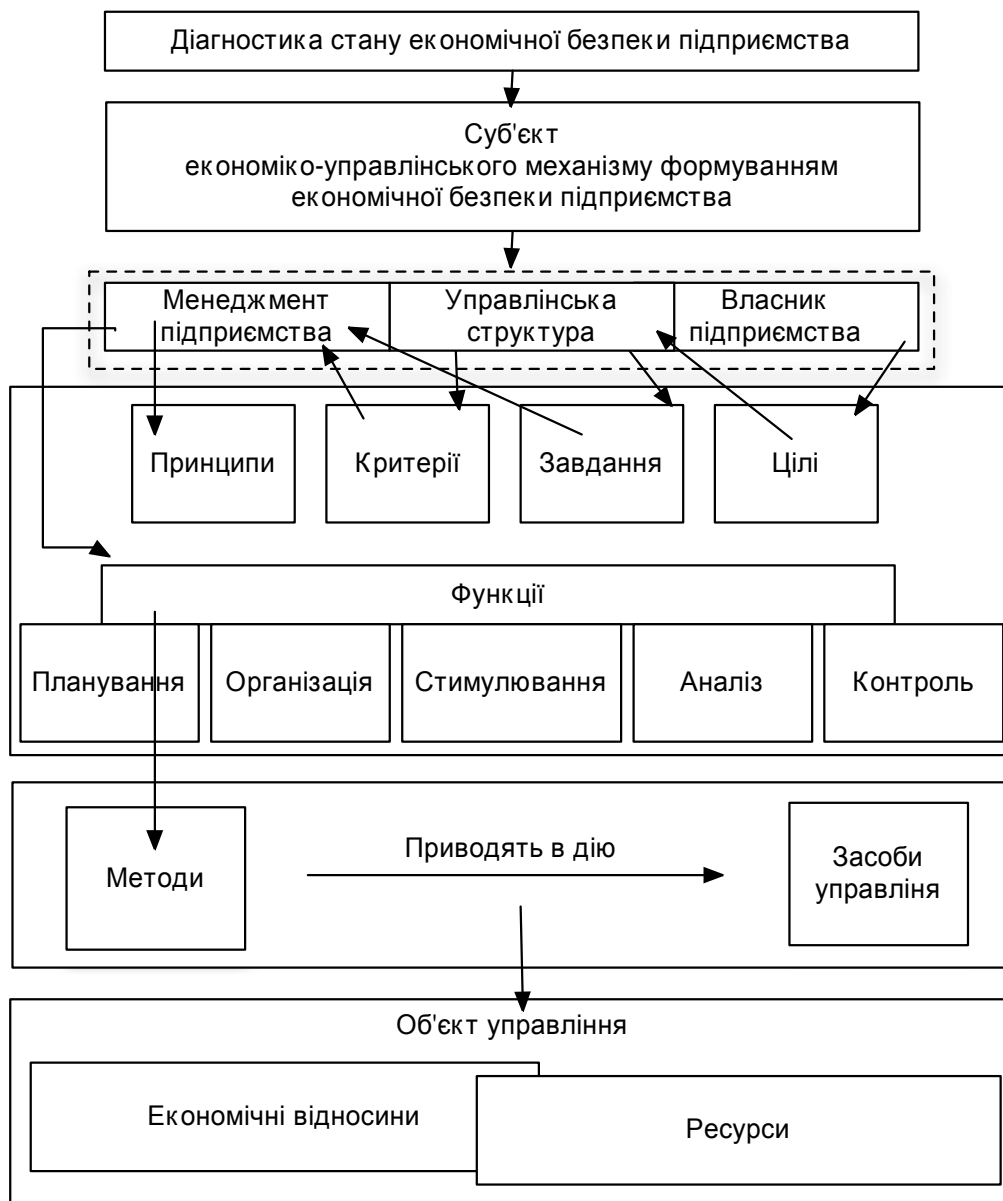 Діагностика стану економічної безпеки підприємства
Суб'єкт
економіко-управлінського механізму формуванням
економічної безпеки підприємства
Менеджмент
підприємства
Управлінська
структура
Власник
підприємства
Принципи
Критерії
Завдання
Цілі
Функції
Планування
Організація
Стимулювання
Аналіз
Контроль
Методи
Приводять в дію
Засоби
управліня
Об'єкт управління
Економічні відносини
Ресурси